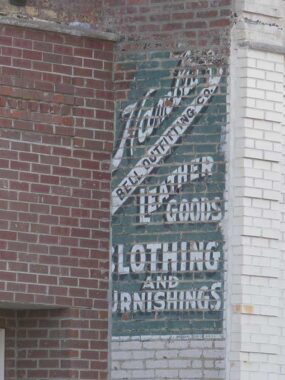 BELL OUTFITTING CO.
LEATHER
GOODS
LOTHING
AND
URNISHINGS